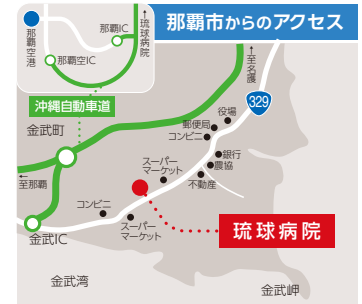 那覇市からのアクセス
那覇空港
那覇IC
那覇空IC
↑琉球病院
沖縄自動車道
↑至名護
329
金武町
役場
郵便局
コンビニ
銀行
農協
不動産
スーパー
マーケット
←至那覇
コンビニ
スーパー
マーケット
琉球病院
金武IC
金武湾
金武岬